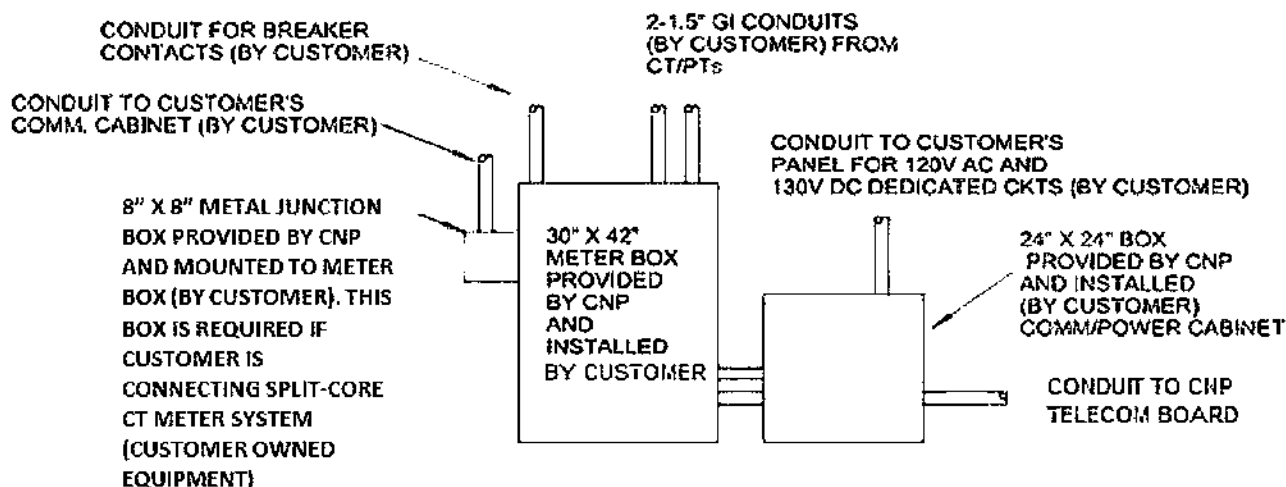 CONDUIT FOR BREAKER
CONTACTS (BY CUSTOMER)
2-1.5" GI CONDUITS
(BY CUSTOMER) FROM
CT/PTs
CONDUIT TO CUSTOMER'S
COMM. CABINET (BY CUSTOMER)
CONDUIT TO CUSTOMER'S
PANEL FOR 120V AC AND
130V DC DEDICATED CKTS (BY CUSTOMER)
8" X 8" METAL JUNCTION
BOX PROVIDED BY CNP
AND MOUNTED TO METER
BOX (BY CUSTOMER). THIS
BOX IS REQUIRED IF
CUSTOMER IS
CONNECTING SPLIT-CORE
CT METER SYSTEM
(CUSTOMER OWNED
EQUIPMENT)
30" X 42"
METER BOX
PROVIDED
BY CNP
AND
INSTALLED
BY CUSTOMER
24" X 24" BOX
PROVIDED BY CNP
AND INSTALLED
(BY CUSTOMER)
COMM/POWER CABINET
CONDUIT TO CNP
TELECOM BOARD